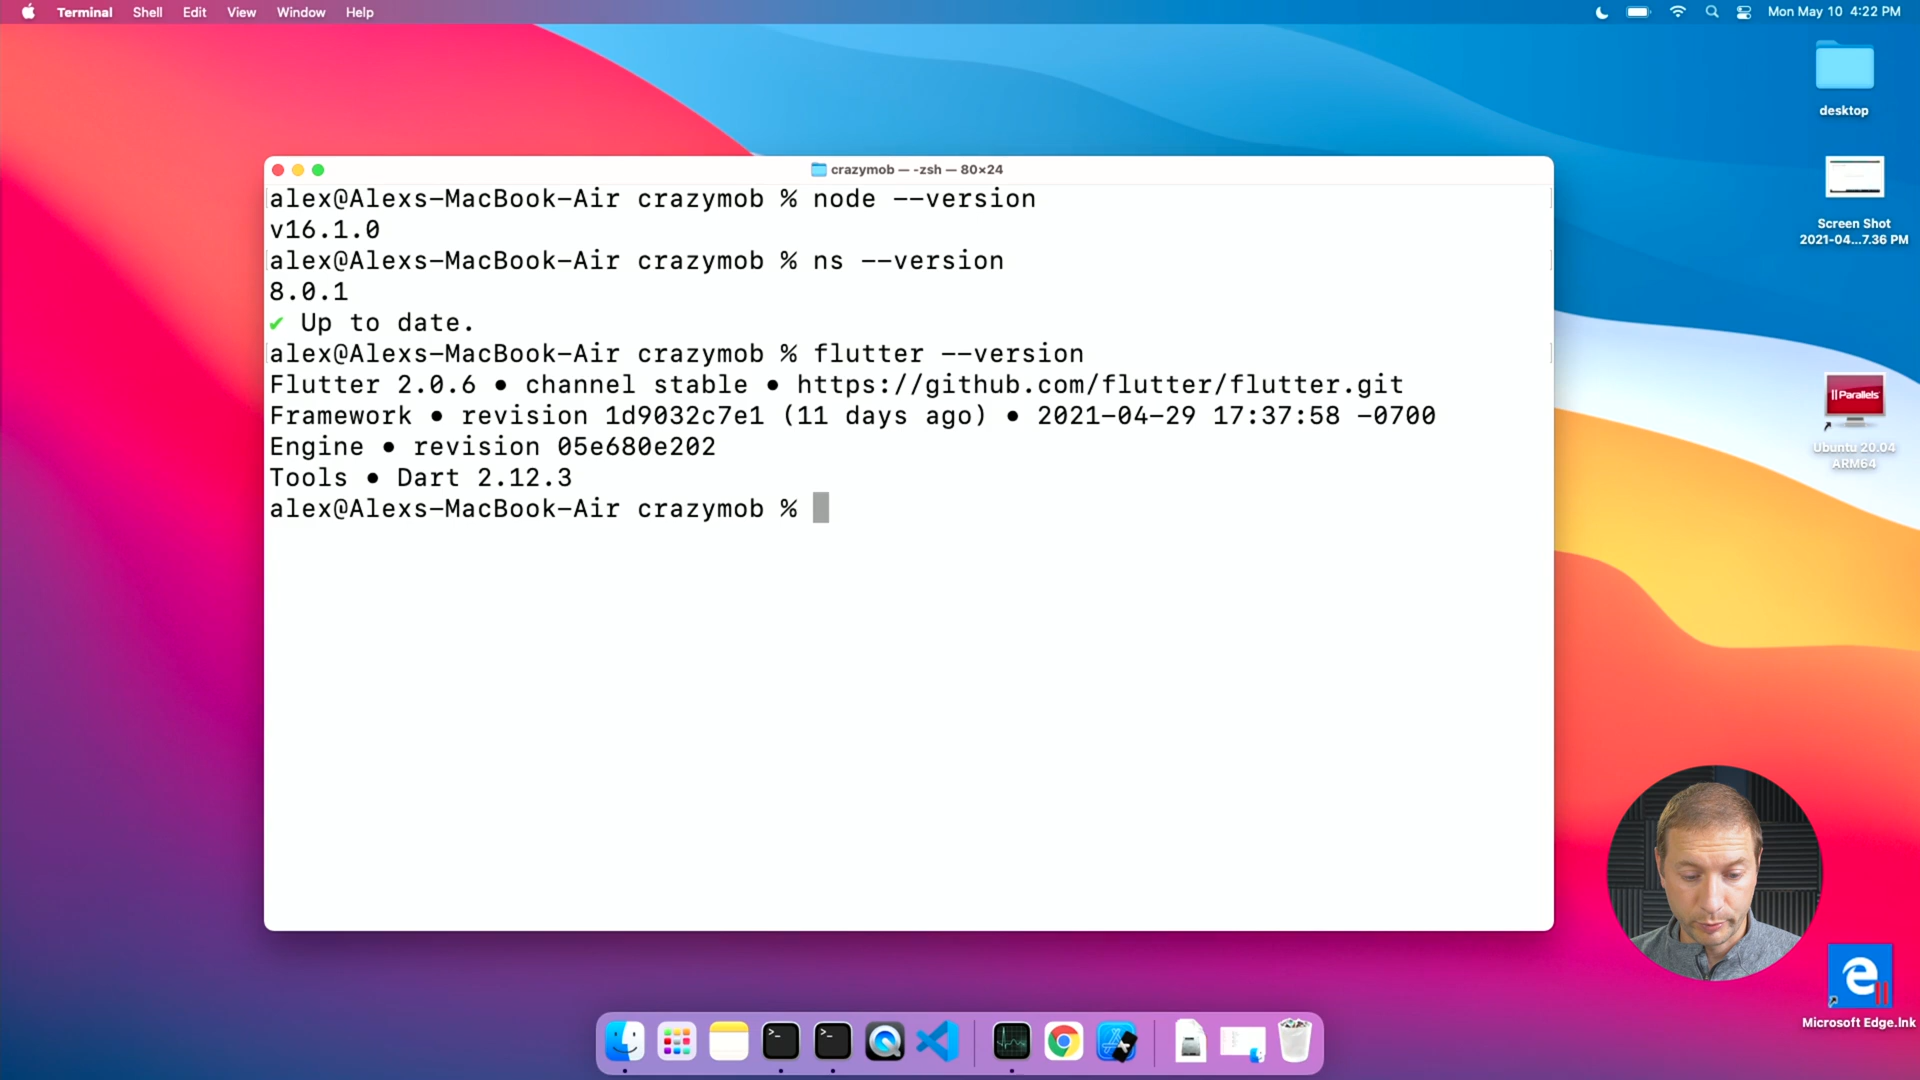 Terminal Shell Edit View Window Help Mon May 10 4:22 PM
desktop
Screen Shot
2021-04...7.36 PM
crazymob — -zsh — 80×24
alex@Alexs-MacBook-Air crazymob % node --version
v16.1.0
alex@Alexs-MacBook-Air crazymob % ns --version
8.0.1
✔ Up to date.
alex@Alexs-MacBook-Air crazymob % flutter --version
Flutter 2.0.6 • channel stable • https://github.com/flutter/flutter.git
Framework • revision 1d9032c7e1 (11 days ago) • 2021-04-29 17:37:58 -0700
Engine • revision 05e680e202
Tools • Dart 2.12.3
alex@Alexs-MacBook-Air crazymob %
|| Parallels
Ubuntu 20.04
ARM64
Microsoft Edge.lnk